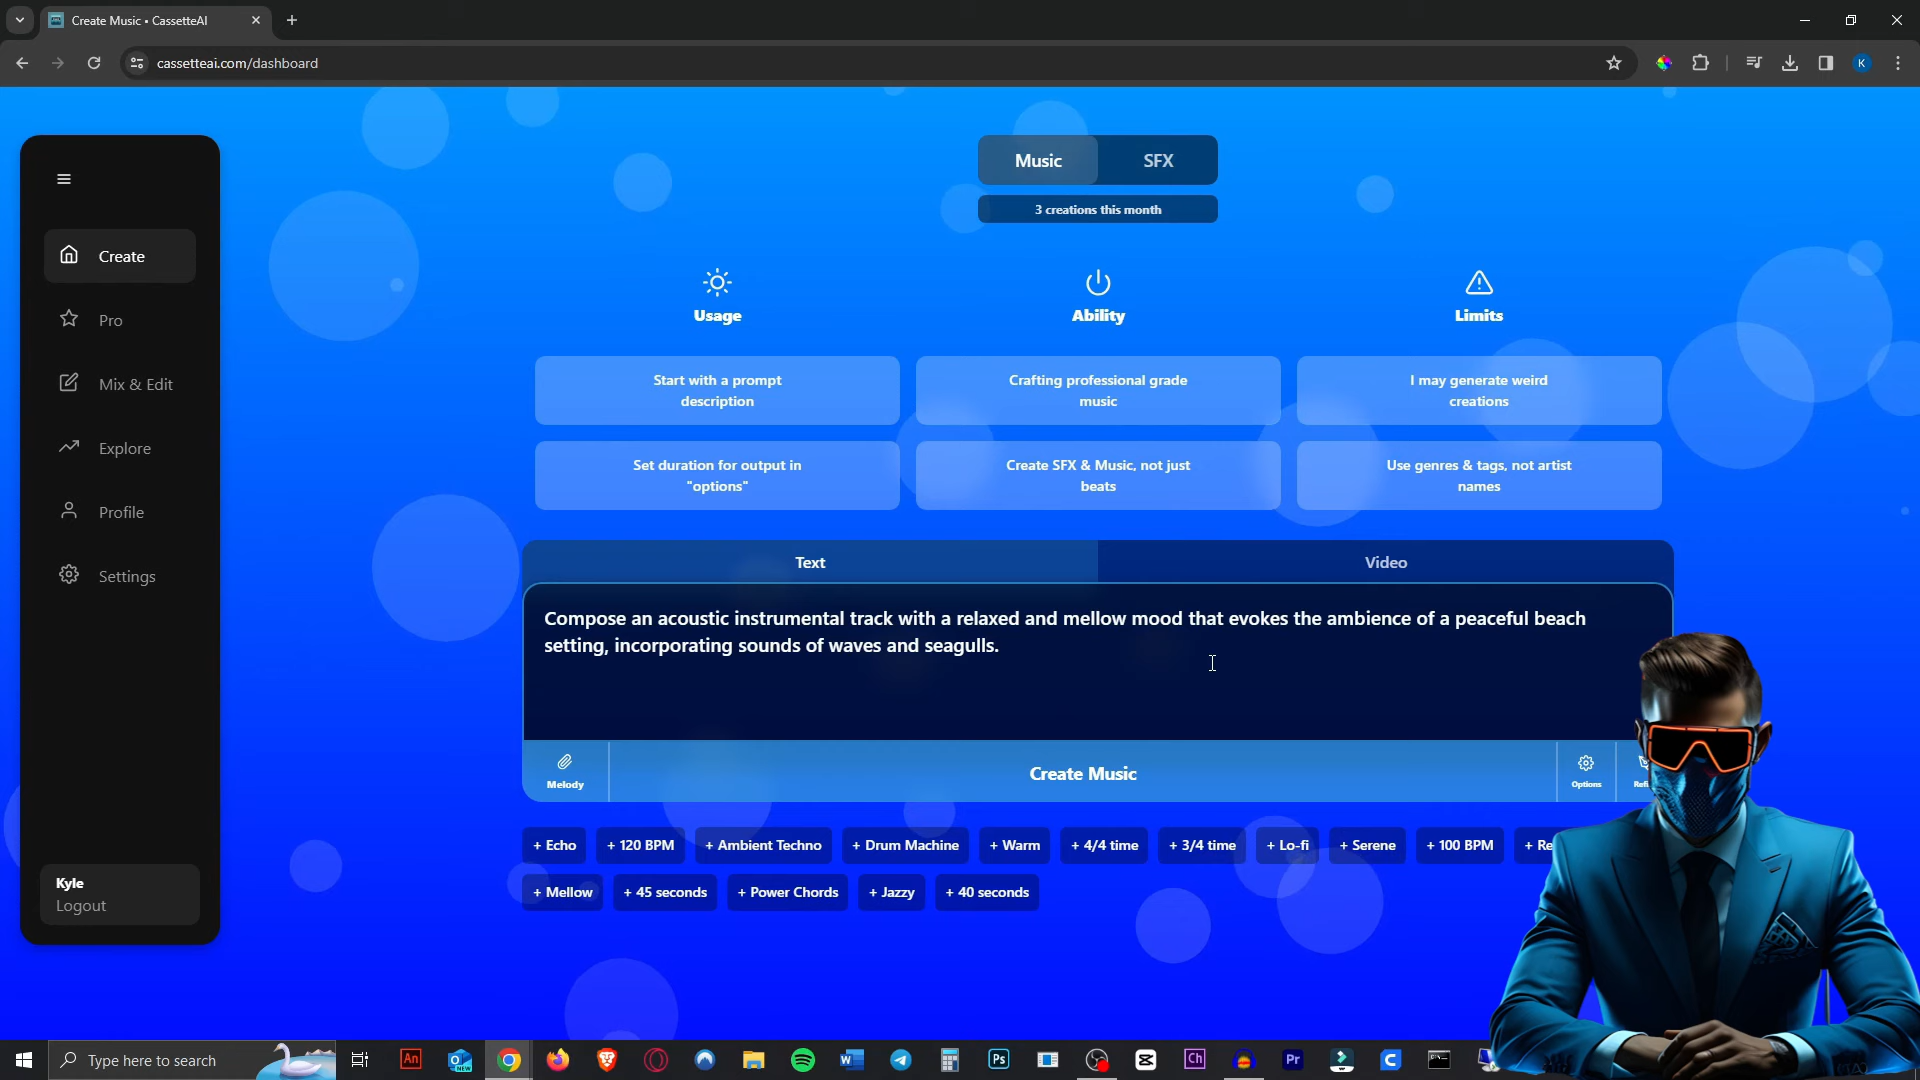 Create Music • CassetteAI
cassetteai.com/dashboard
K
Music
SFX
3 creations this month
Create
Pro
Mix & Edit
Explore
Profile
Settings
Kyle
Logout
Usage
Ability
Limits
Start with a prompt
description
Crafting professional grade
music
I may generate weird
creations
Set duration for output in
"options"
Create SFX & Music, not just
beats
Use genres & tags, not artist
names
Text
Video
Compose an acoustic instrumental track with a relaxed and mellow mood that evokes the ambience of a peaceful beach
setting, incorporating sounds of waves and seagulls.
Melody
Create Music
Options
+ Echo
+ 120 BPM
+ Ambient Techno
+ Drum Machine
+ Warm
+ 4/4 time
+ 3/4 time
+ Lo-fi
+ Serene
+ 100 BPM
+ Re
+ Mellow
+ 45 seconds
+ Power Chords
+ Jazzy
+ 40 seconds
Type here to search
An
NEW
Ps
Ch
Pr